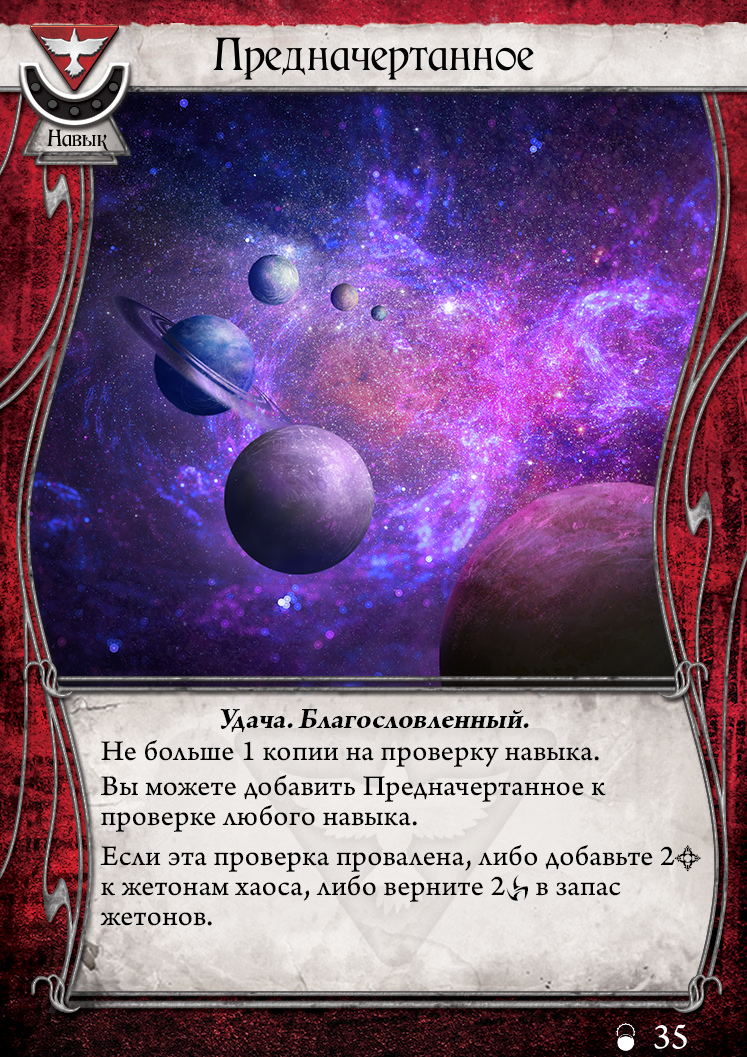 Предначертанное
Навык
Удача. Благословленный.
Не больше 1 копии на проверку навыка.
Вы можете добавить Предначертанное к
проверке любого навыка.
Если эта проверка провалена, либо добавьте 2
к жетонам хаоса, либо верните 2 в запас
жетонов.
35